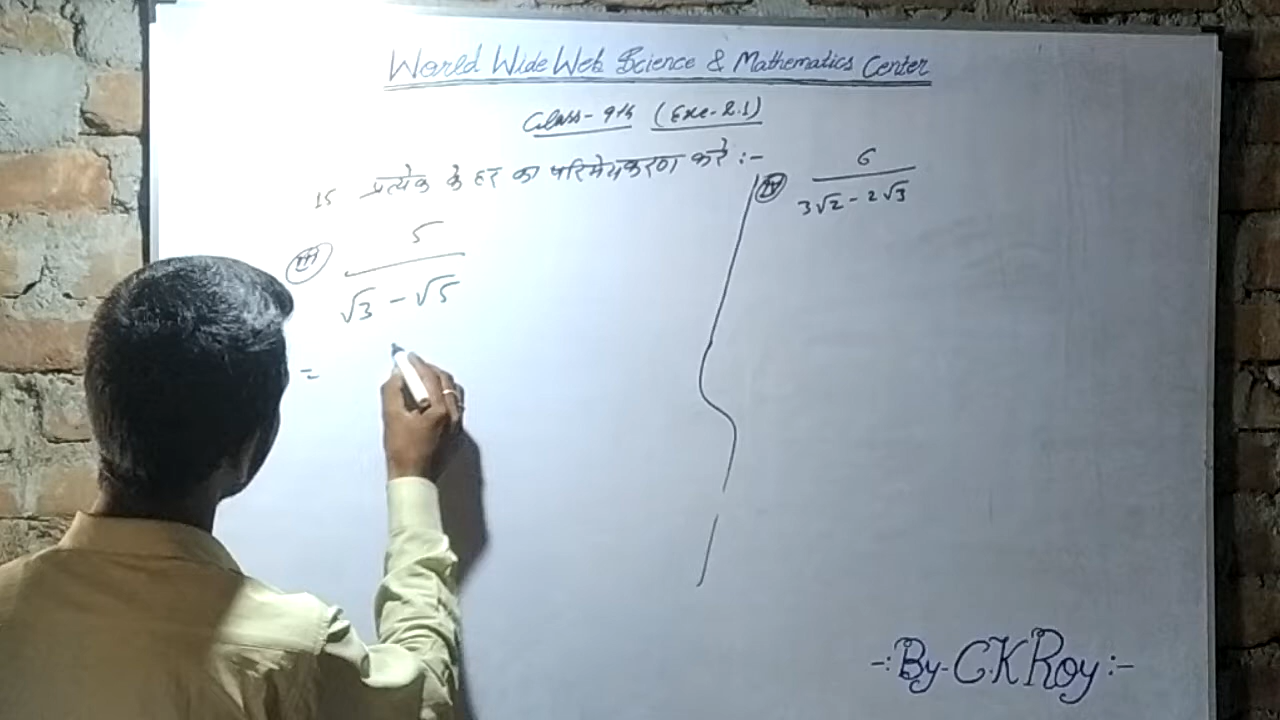 World Wide Web Science & Mathematics Center
Class-9th (Exe-2.1)
15 प्रत्येक के हर का परिमेयकरण करे :-
(iii) 5
√3 - √5
=
(iv) 6
3√2 - 2√3
-: By- C.K Roy :-